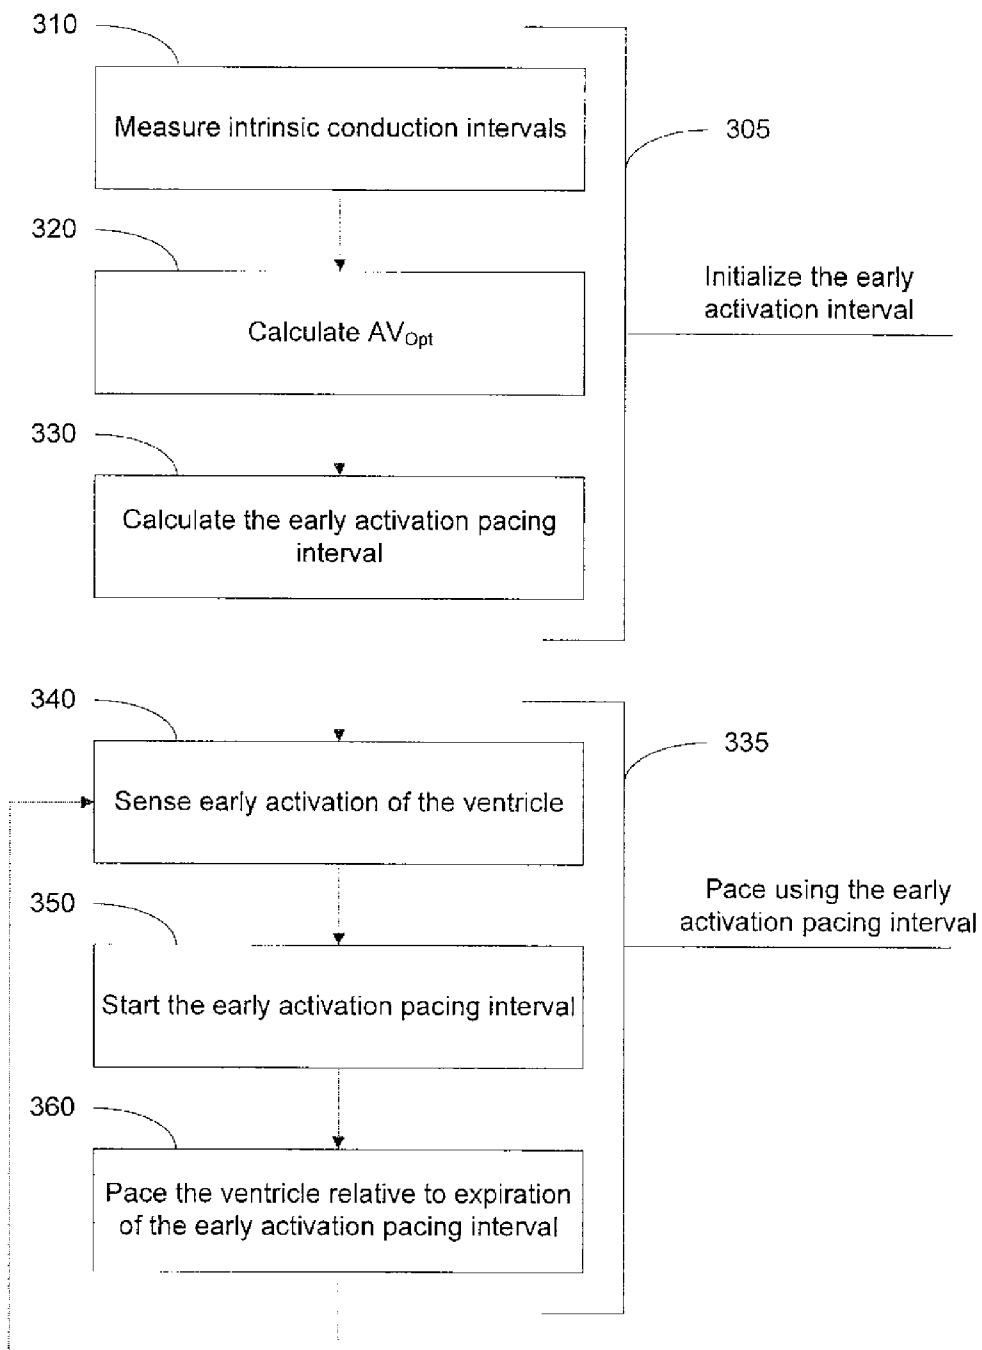 310
Measure intrinsic conduction intervals
305
320
Initialize the early
activation interval
Calculate AVOpt
330
Calculate the early activation pacing
interval
340
335
Sense early activation of the ventricle
350
Pace using the early
activation pacing interval
Start the early activation pacing interval
360
Pace the ventricle relative to expiration
of the early activation pacing interval